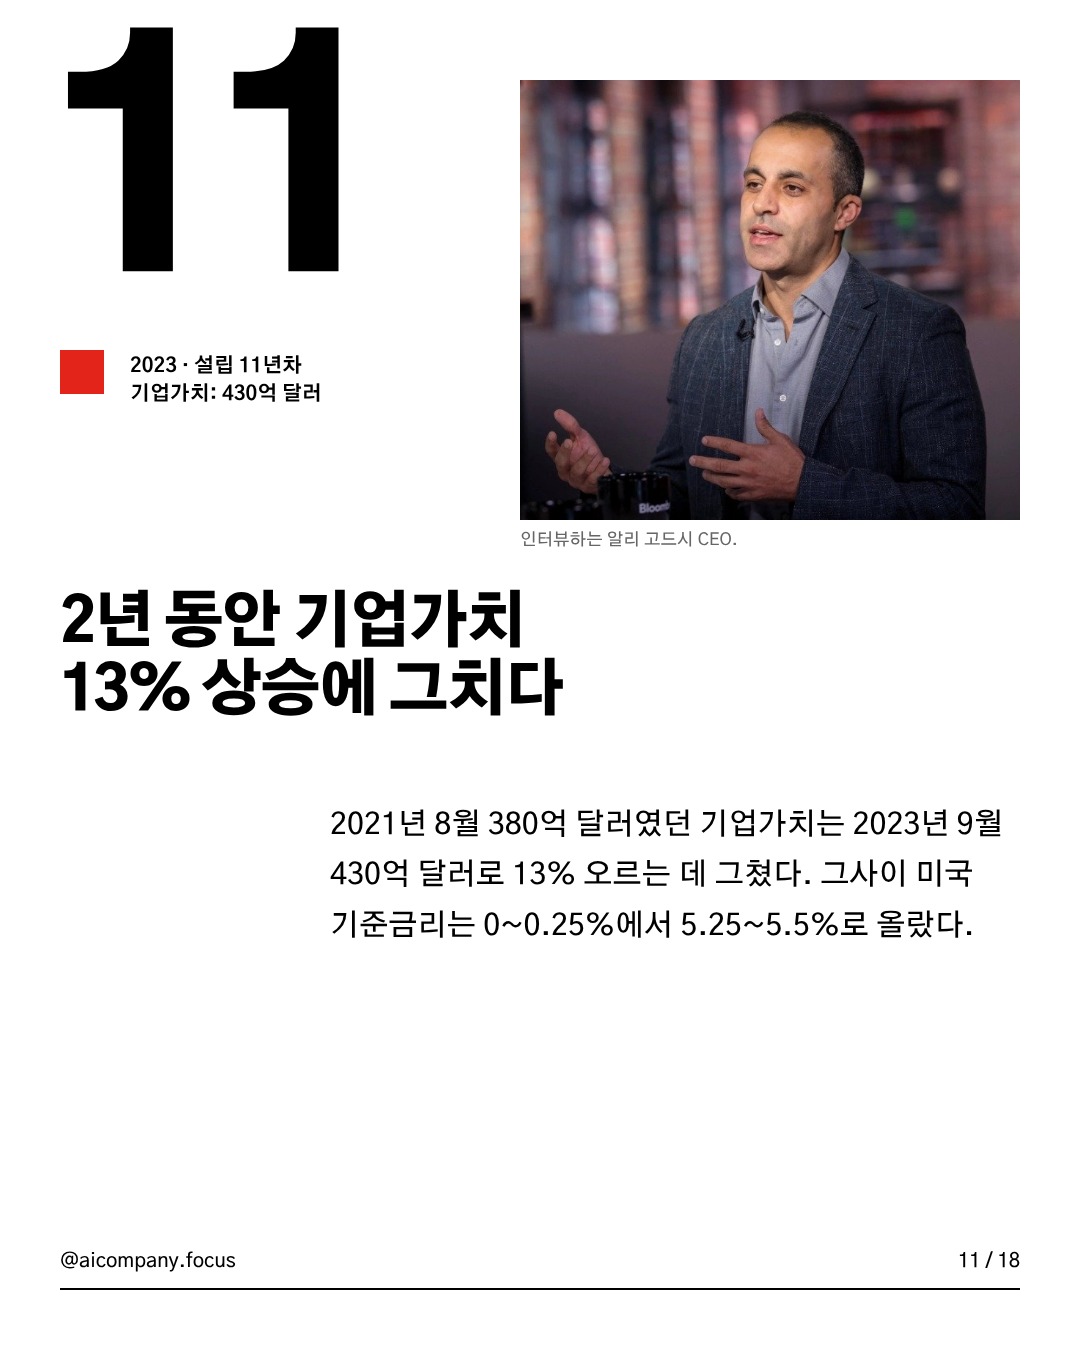 11
2023 · 설립 11년차
기업가치: 430억 달러
Bloom
인터뷰하는 알리 고드시 CEO.
2년 동안 기업가치
13% 상승에 그치다
2021년 8월 380억 달러였던 기업가치는 2023년 9월
430억 달러로 13% 오르는 데 그쳤다. 그사이 미국
기준금리는 0~0.25%에서 5.25~5.5%로 올랐다.
@aicompany.focus
11 / 18